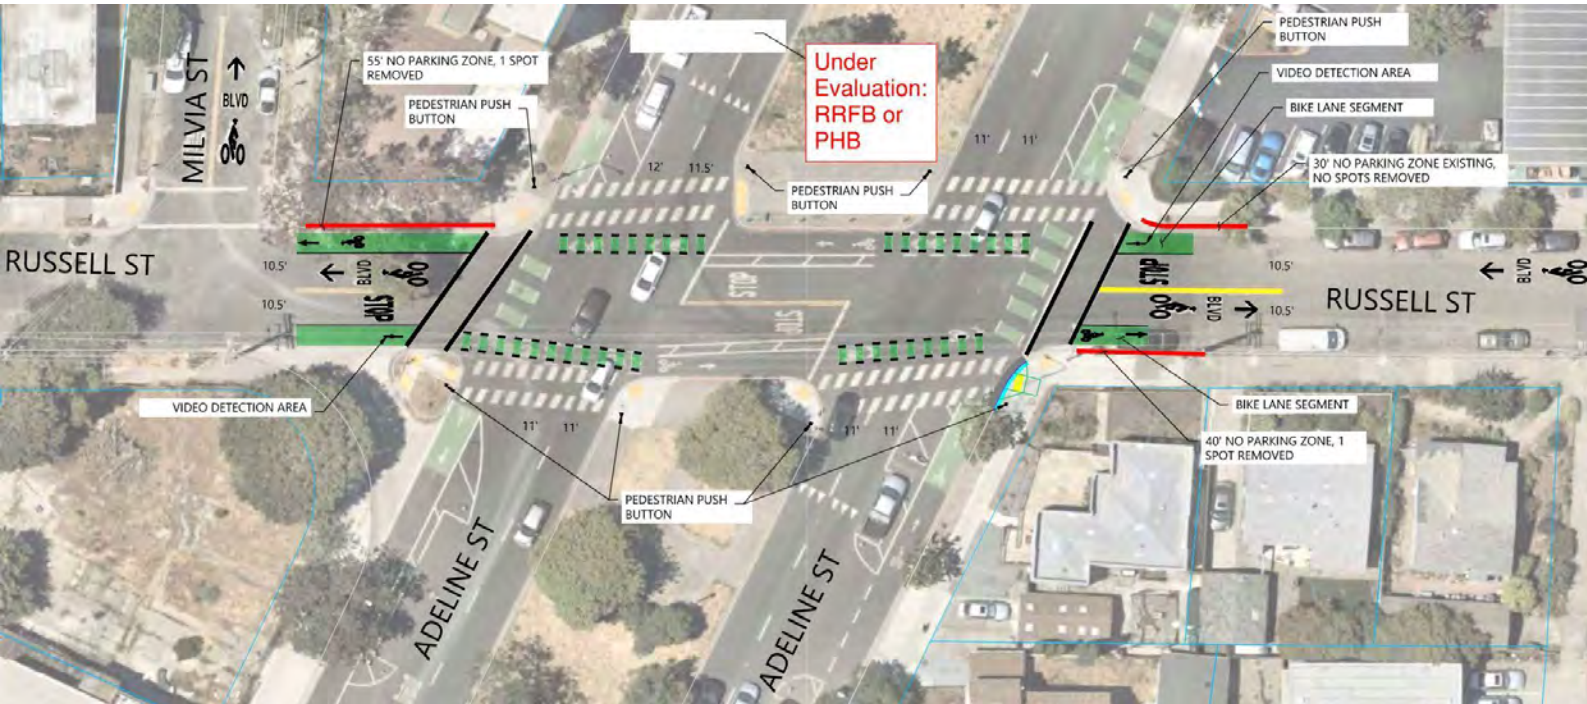 PEDESTRIAN PUSH
BUTTON
55' NO PARKING ZONE, 1 SPOT
REMOVED
Under
Evaluation:
RRFB or
PHB
VIDEO DETECTION AREA
MILVIA ST
BLVD
PEDESTRIAN PUSH
BUTTON
BIKE LANE SEGMENT
11'
11'
12'
11.5'
30' NO PARKING ZONE EXISTING,
NO SPOTS REMOVED
PEDESTRIAN PUSH
BUTTON
RUSSELL ST
10.5'
BLVD
10.5'
STOP
STOP
STOP
STOP
10.5'
BLVD
10.5'
BLVD
RUSSELL ST
VIDEO DETECTION AREA
BIKE LANE SEGMENT
11'
11'
11'
11'
40' NO PARKING ZONE, 1
SPOT REMOVED
PEDESTRIAN PUSH
BUTTON
ADELINE ST
ADELINE ST